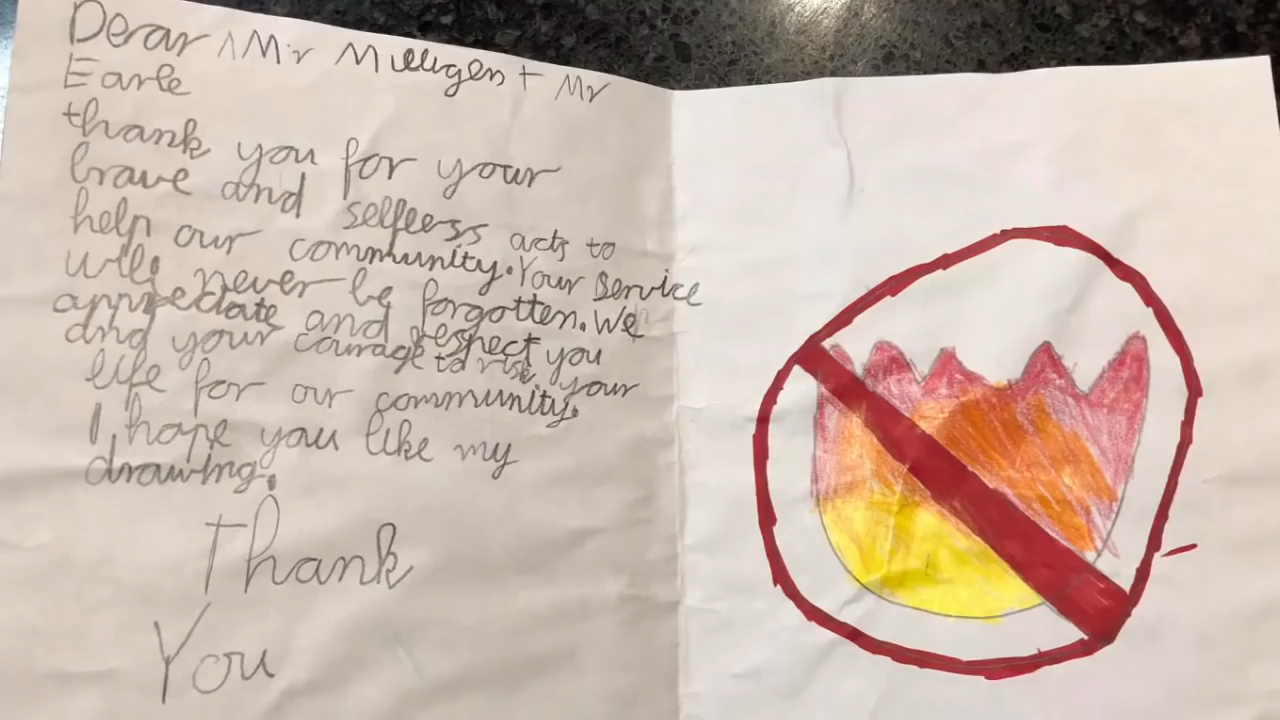 Dear Mr Milligen + Mr
Earle
thank you for your
brave and selfless acts to
help our community. Your service
will never be forgotten. We
appreciate and respect you
and your courage to risk your
life for our community.
I hope you like my
drawing.
Thank
You